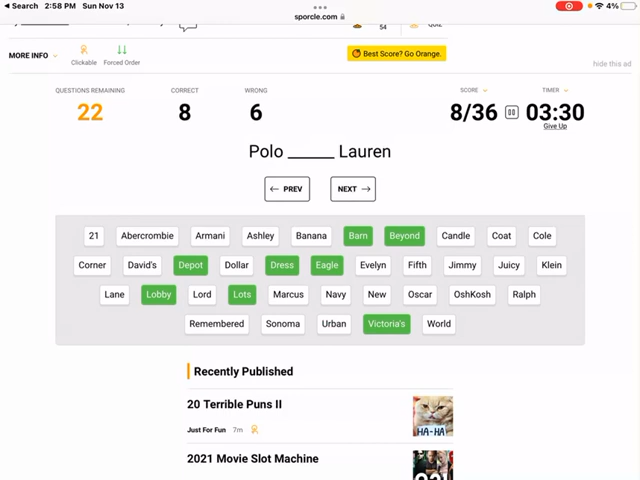 Search 2:58 PM Sun Nov 13
4%
sporcle.com
54
MORE INFO
Clickable
Forced Order
Best Score? Go Orange.
hide this ad
QUESTIONS REMAINING CORRECT WRONG SCORE TIMER
22 8 6 8/36 03:30
Give Up
Polo ______ Lauren
← PREV NEXT →
21 Abercrombie Armani Ashley Banana Barn Beyond Candle Coat Cole
Corner David's Depot Dollar Dress Eagle Evelyn Fifth Jimmy Juicy Klein
Lane Lobby Lord Lots Marcus Navy New Oscar OshKosh Ralph
Remembered Sonoma Urban Victoria's World
Recently Published
20 Terrible Puns II
Just For Fun 7m
HA-HA
2021 Movie Slot Machine